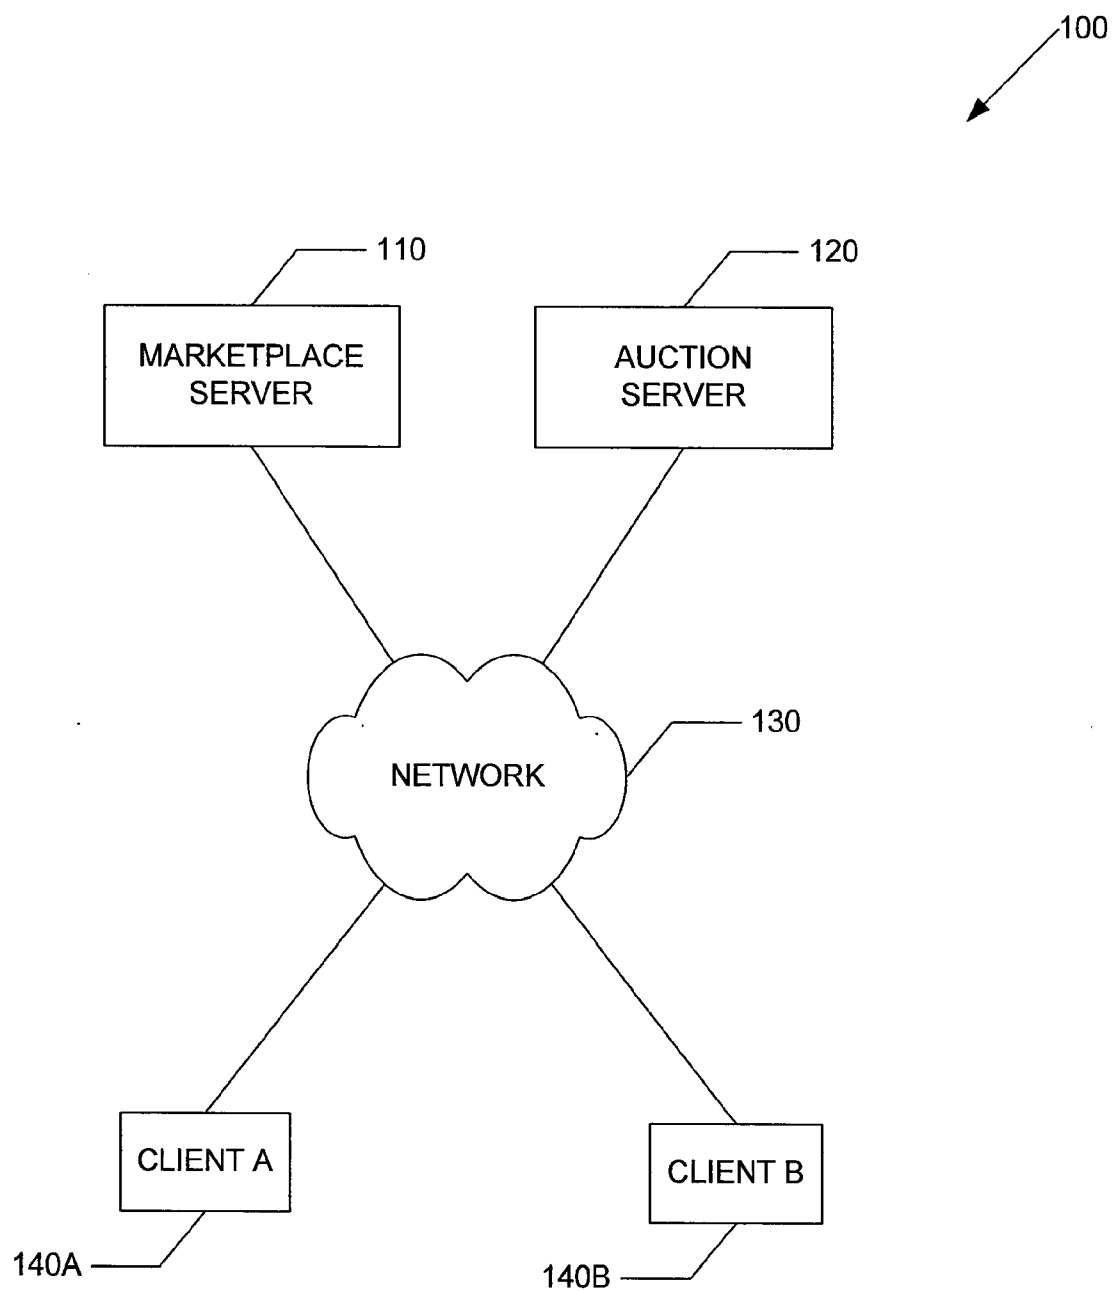 100
110
120
MARKETPLACE
SERVER
AUCTION
SERVER
130
NETWORK
CLIENT A
CLIENT B
140A
140B